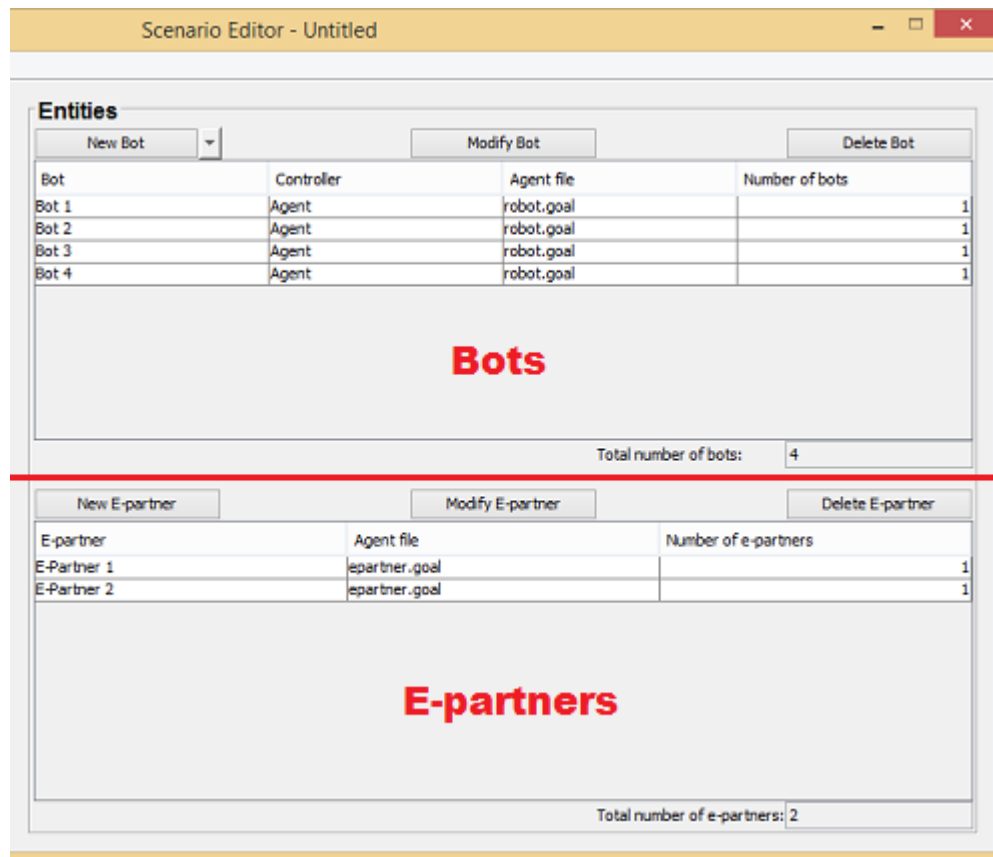 Scenario Editor - Untitled
Entities
New Bot Modify Bot Delete Bot
Bot Controller Agent file Number of bots
Bot 1 Agent robot.goal 1
Bot 2 Agent robot.goal 1
Bot 3 Agent robot.goal 1
Bot 4 Agent robot.goal 1
Bots
Total number of bots: 4
New E-partner Modify E-partner Delete E-partner
E-partner Agent file Number of e-partners
E-Partner 1 epartner.goal 1
E-Partner 2 epartner.goal 1
E-partners
Total number of e-partners: 2